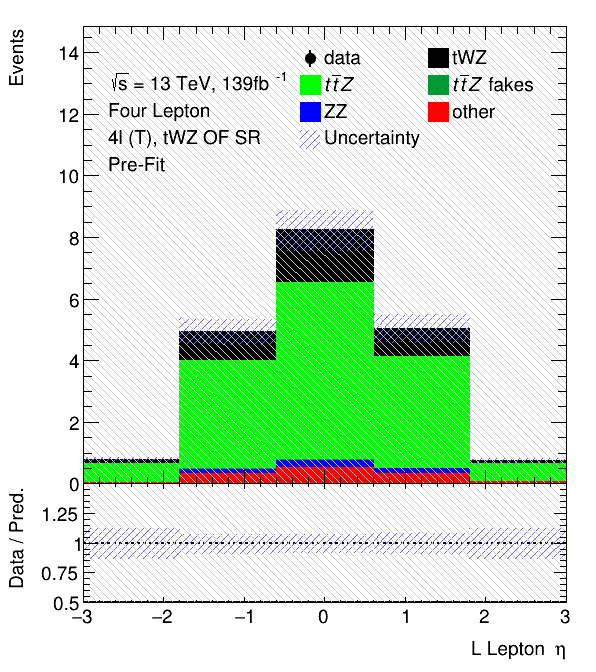 Events
14
12
10
8
6
4
2
0
√s = 13 TeV, 139fb⁻¹
Four Lepton
4l (T), tWZ OF SR
Pre-Fit
data
tWZ
tt̄Z
tt̄Z fakes
ZZ
other
Uncertainty
Data / Pred.
1.25
1
0.75
0.5
−3 −2 −1 0 1 2 3
L Lepton η